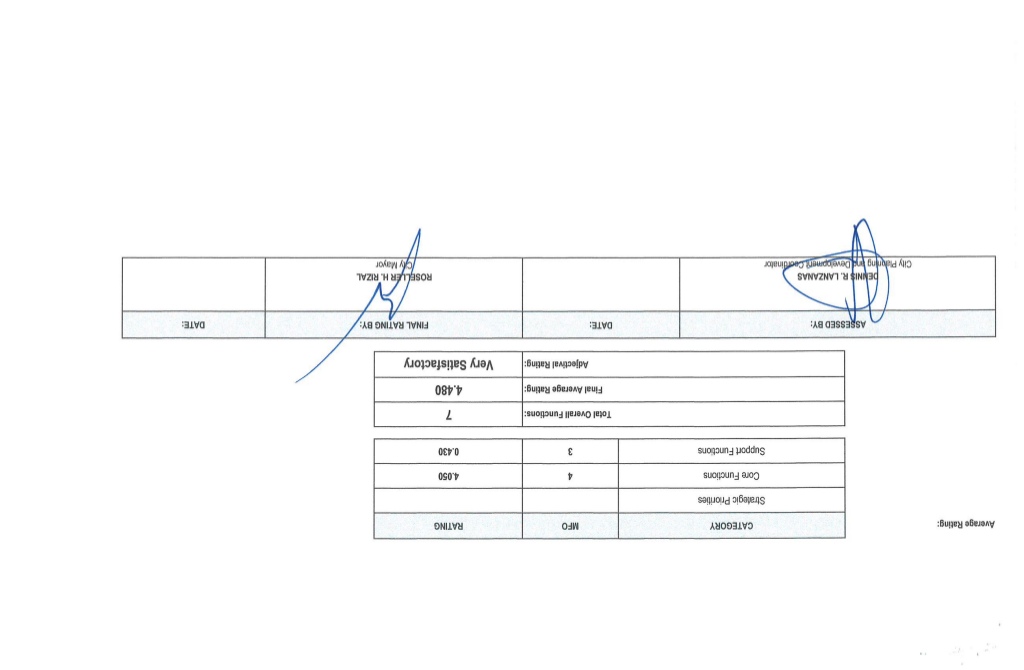 Average Rating:
CATEGORY MFO RATING
Strategic Priorities
Core Functions 4 4.050
Support Functions 3 0.430
Total Overall Functions: 7
Final Average Rating: 4.480
Adjectival Rating: Very Satisfactory
ASSESSED BY: DATE: FINAL RATING BY: DATE:
DENNIS R. LANZANAS ROSELLER H. RIZAL
City Planning and Development Coordinator City Mayor